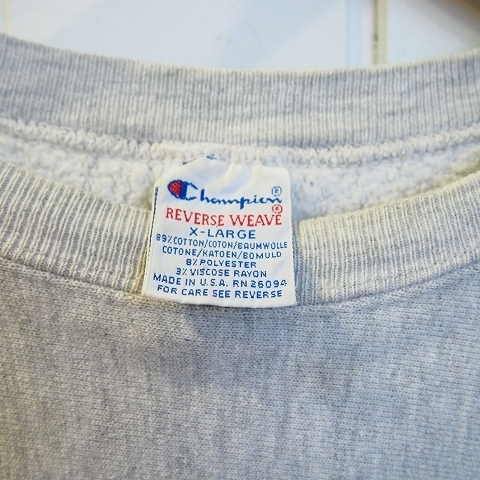 Champion®
REVERSE WEAVE®
X-LARGE
89% COTTON/COTON/BAUMWOLLE
COTONE/KATOEN/BOMULD
8% POLYESTER
3% VISCOSE RAYON
MADE IN U.S.A. RN 26094
FOR CARE SEE REVERSE